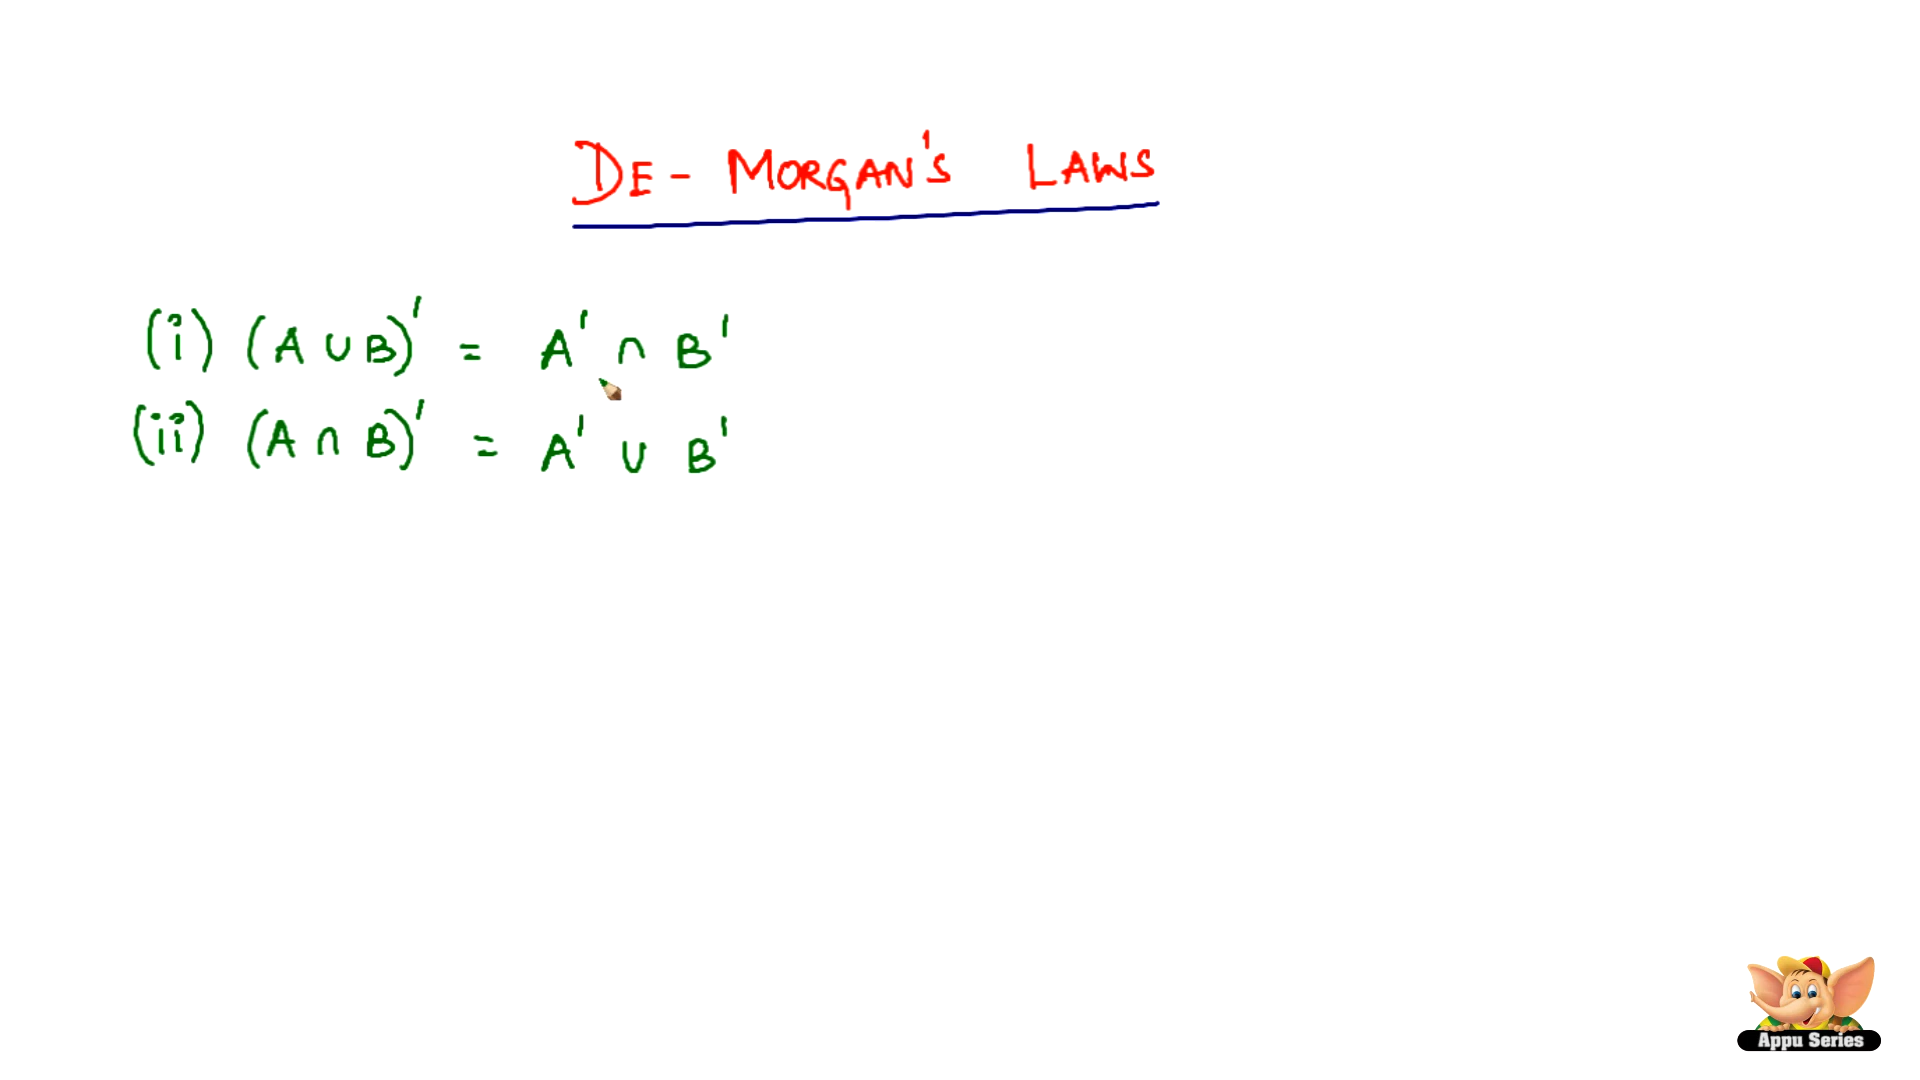 DE - MORGAN'S LAWS
(i) (A ∪ B)' = A' ∩ B'
(ii) (A ∩ B)' = A' ∪ B'
Appu Series